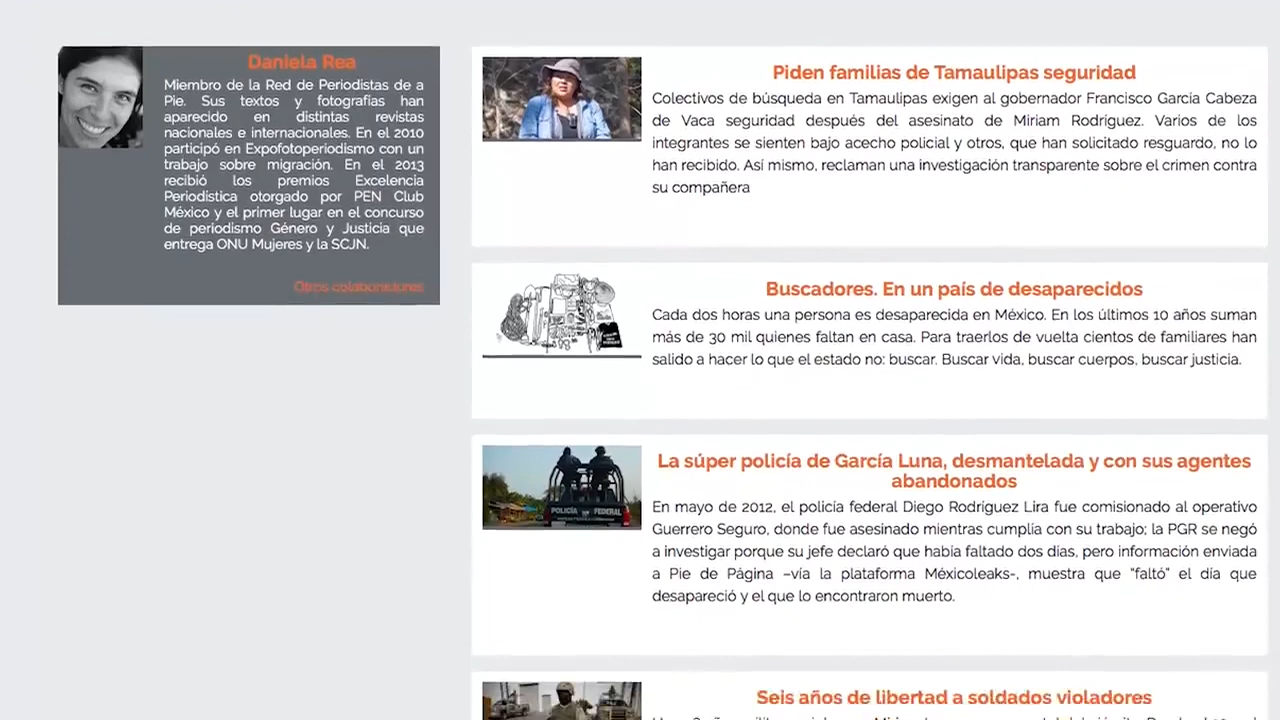 Daniela Rea
Miembro de la Red de Periodistas de a
Pie. Sus textos y fotografías han
aparecido en distintas revistas
nacionales e internacionales. En el 2010
participó en Expofotoperiodismo con un
trabajo sobre migración. En el 2013
recibió los premios Excelencia
Periodística otorgado por PEN Club
México y el primer lugar en el concurso
de periodismo Género y Justicia que
entrega ONU Mujeres y la SCJN.
Otros colaboradores
Piden familias de Tamaulipas seguridad
Colectivos de búsqueda en Tamaulipas exigen al gobernador Francisco García Cabeza
de Vaca seguridad después del asesinato de Miriam Rodríguez. Varios de los
integrantes se sienten bajo acecho policial y otros, que han solicitado resguardo, no lo
han recibido. Así mismo, reclaman una investigación transparente sobre el crimen contra
su compañera
Buscadores. En un país de desaparecidos
Cada dos horas una persona es desaparecida en México. En los últimos 10 años suman
más de 30 mil quienes faltan en casa. Para traerlos de vuelta cientos de familiares han
salido a hacer lo que el estado no: buscar. Buscar vida, buscar cuerpos, buscar justicia.
La súper policía de García Luna, desmantelada y con sus agentes
abandonados
POLICÍA FEDERAL
En mayo de 2012, el policía federal Diego Rodríguez Lira fue comisionado al operativo
Guerrero Seguro, donde fue asesinado mientras cumplía con su trabajo; la PGR se negó
a investigar porque su jefe declaró que había faltado dos días, pero información enviada
a Pie de Página –vía la plataforma Méxicoleaks-, muestra que “faltó” el día que
desapareció y el que lo encontraron muerto.
Seis años de libertad a soldados violadores